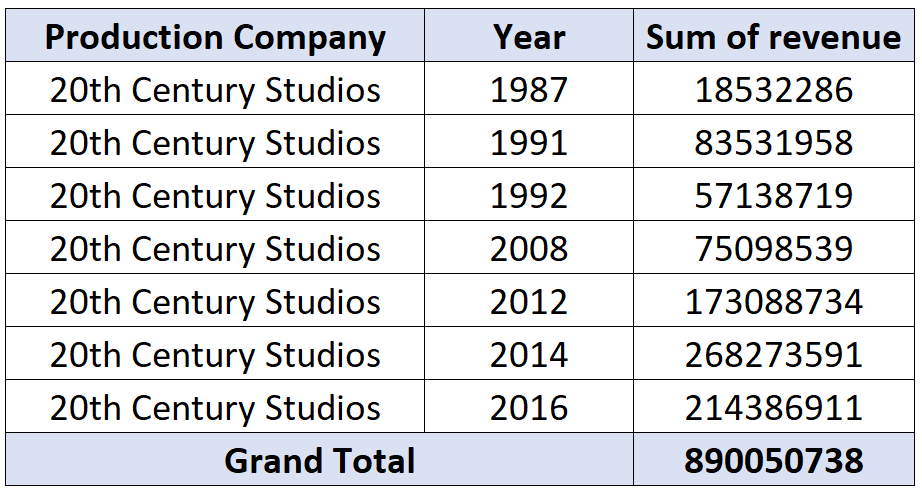 Production Company Year Sum of revenue
20th Century Studios 1987 18532286
20th Century Studios 1991 83531958
20th Century Studios 1992 57138719
20th Century Studios 2008 75098539
20th Century Studios 2012 173088734
20th Century Studios 2014 268273591
20th Century Studios 2016 214386911
Grand Total 890050738